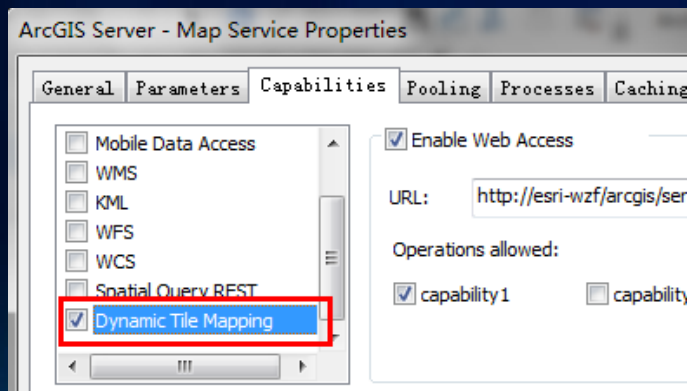 ArcGIS Server - Map Service Properties
General Parameters Capabilities Pooling Processes Caching
Mobile Data Access
WMS
KML
WFS
WCS
Spatial Query REST
Dynamic Tile Mapping
Enable Web Access
URL: http://esri-wzf/arcgis/ser
Operations allowed:
capability1 capability